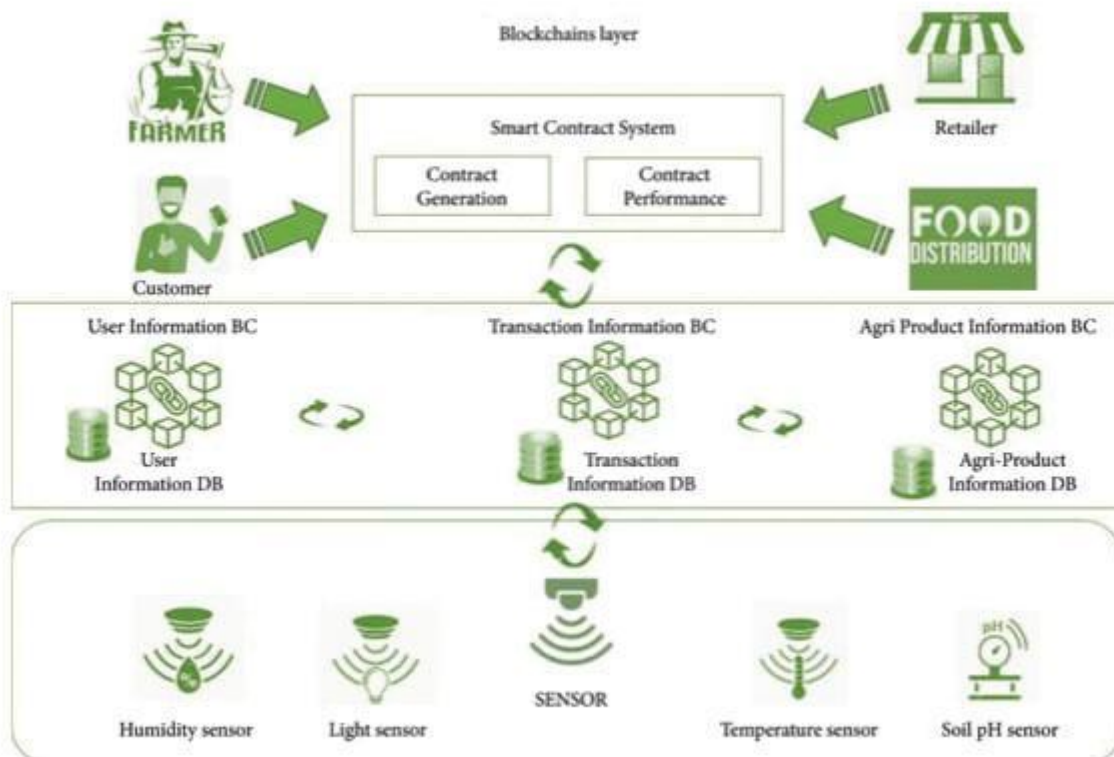 Blockchains layer
SHOP
FARMER
Retailer
Smart Contract System
Contract
Generation
Contract
Performance
Customer
FOOD
DISTRIBUTION
User Information BC
Transaction Information BC
Agri Product Information BC
User
Information DB
Transaction
Information DB
Agri-Product
Information DB
%
pH
SENSOR
Humidity sensor
Light sensor
Temperature sensor
Soil pH sensor